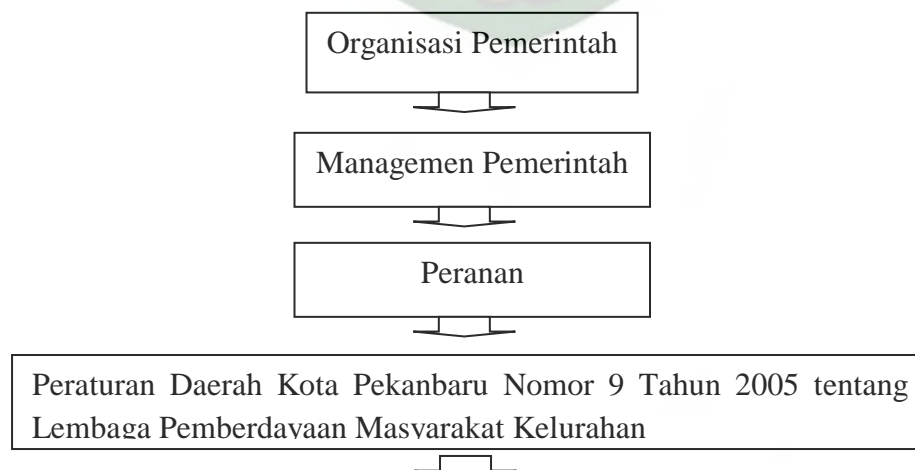 Organisasi Pemerintah
Managemen Pemerintah
Peranan
Peraturan Daerah Kota Pekanbaru Nomor 9 Tahun 2005 tentang
Lembaga Pemberdayaan Masyarakat Kelurahan